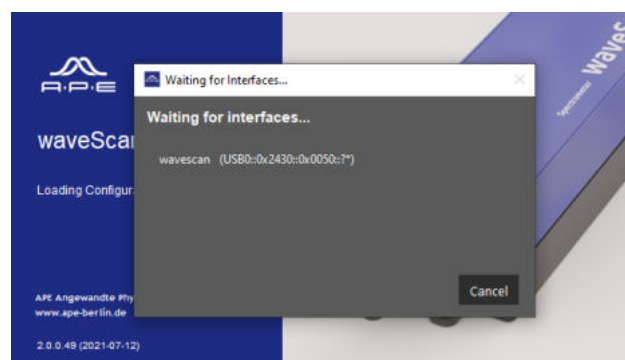 A·P·E
waveScan
Loading Configur
APE Angewandte Phy
www.ape-berlin.de
2.0.0.49 (2021-07-12)
Waiting for Interfaces...
Waiting for interfaces...
wavescan (USB0::0x2430::0x0050::?*)
Cancel
Spectrometer WaveS